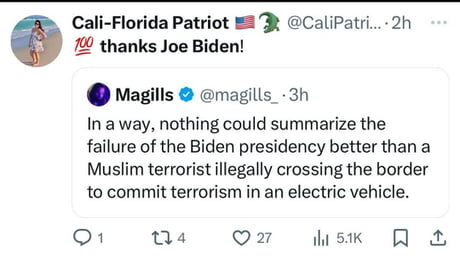 Cali-Florida Patriot 🇺🇸🐊 @CaliPatri... · 2h
💯 thanks Joe Biden!
Magills @magills_ · 3h
In a way, nothing could summarize the
failure of the Biden presidency better than a
Muslim terrorist illegally crossing the border
to commit terrorism in an electric vehicle.
1 4 27 5.1K